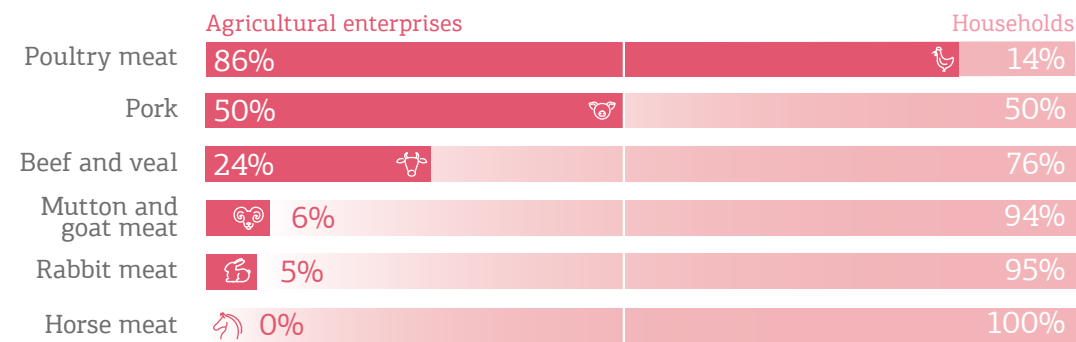 Agricultural enterprises Households
Poultry meat 86% 14%
Pork 50% 50%
Beef and veal 24% 76%
Mutton and
goat meat 6% 94%
Rabbit meat 5% 95%
Horse meat 0% 100%